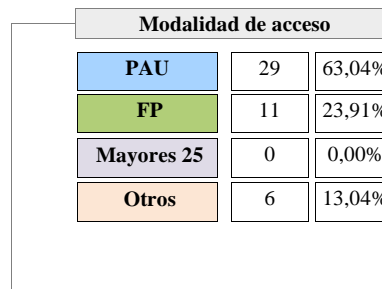 Modalidad de acceso
PAU 29 63,04%
FP 11 23,91%
Mayores 25 0 0,00%
Otros 6 13,04%